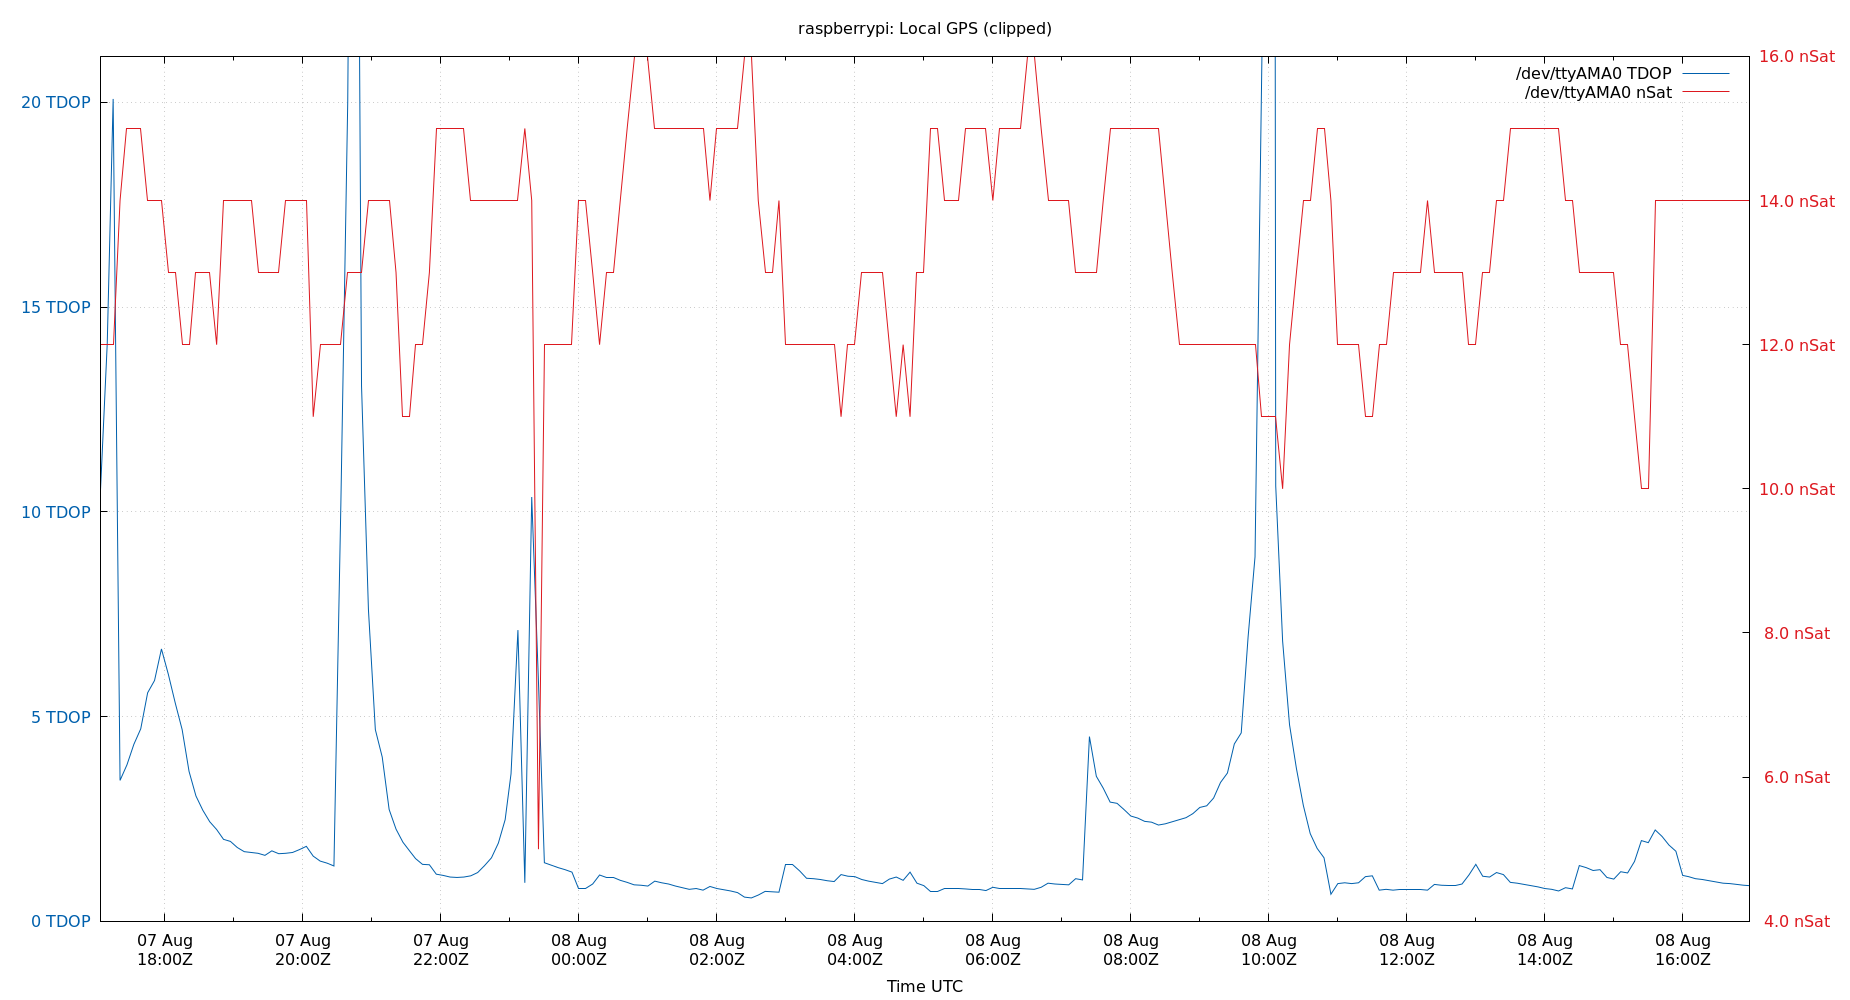 raspberrypi: Local GPS (clipped)
/dev/ttyAMA0 TDOP
/dev/ttyAMA0 nSat
20 TDOP
15 TDOP
10 TDOP
5 TDOP
0 TDOP
16.0 nSat
14.0 nSat
12.0 nSat
10.0 nSat
8.0 nSat
6.0 nSat
4.0 nSat
07 Aug
18:00Z
07 Aug
20:00Z
07 Aug
22:00Z
08 Aug
00:00Z
08 Aug
02:00Z
08 Aug
04:00Z
08 Aug
06:00Z
08 Aug
08:00Z
08 Aug
10:00Z
08 Aug
12:00Z
08 Aug
14:00Z
08 Aug
16:00Z
Time UTC